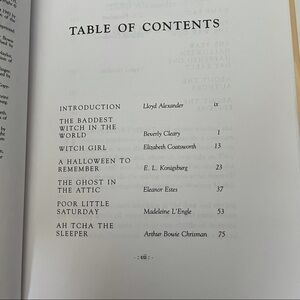 TABLE OF CONTENTS
INTRODUCTION Lloyd Alexander ix
THE BADDEST
WITCH IN THE
WORLD Beverly Cleary 1
WITCH GIRL Elizabeth Coatsworth 13
A HALLOWEEN TO
REMEMBER E. L. Konigsburg 23
THE GHOST IN
THE ATTIC Eleanor Estes 37
POOR LITTLE
SATURDAY Madeleine L'Engle 53
AH TCHA THE
SLEEPER Arthur Bowie Chrisman 75
· vii ·